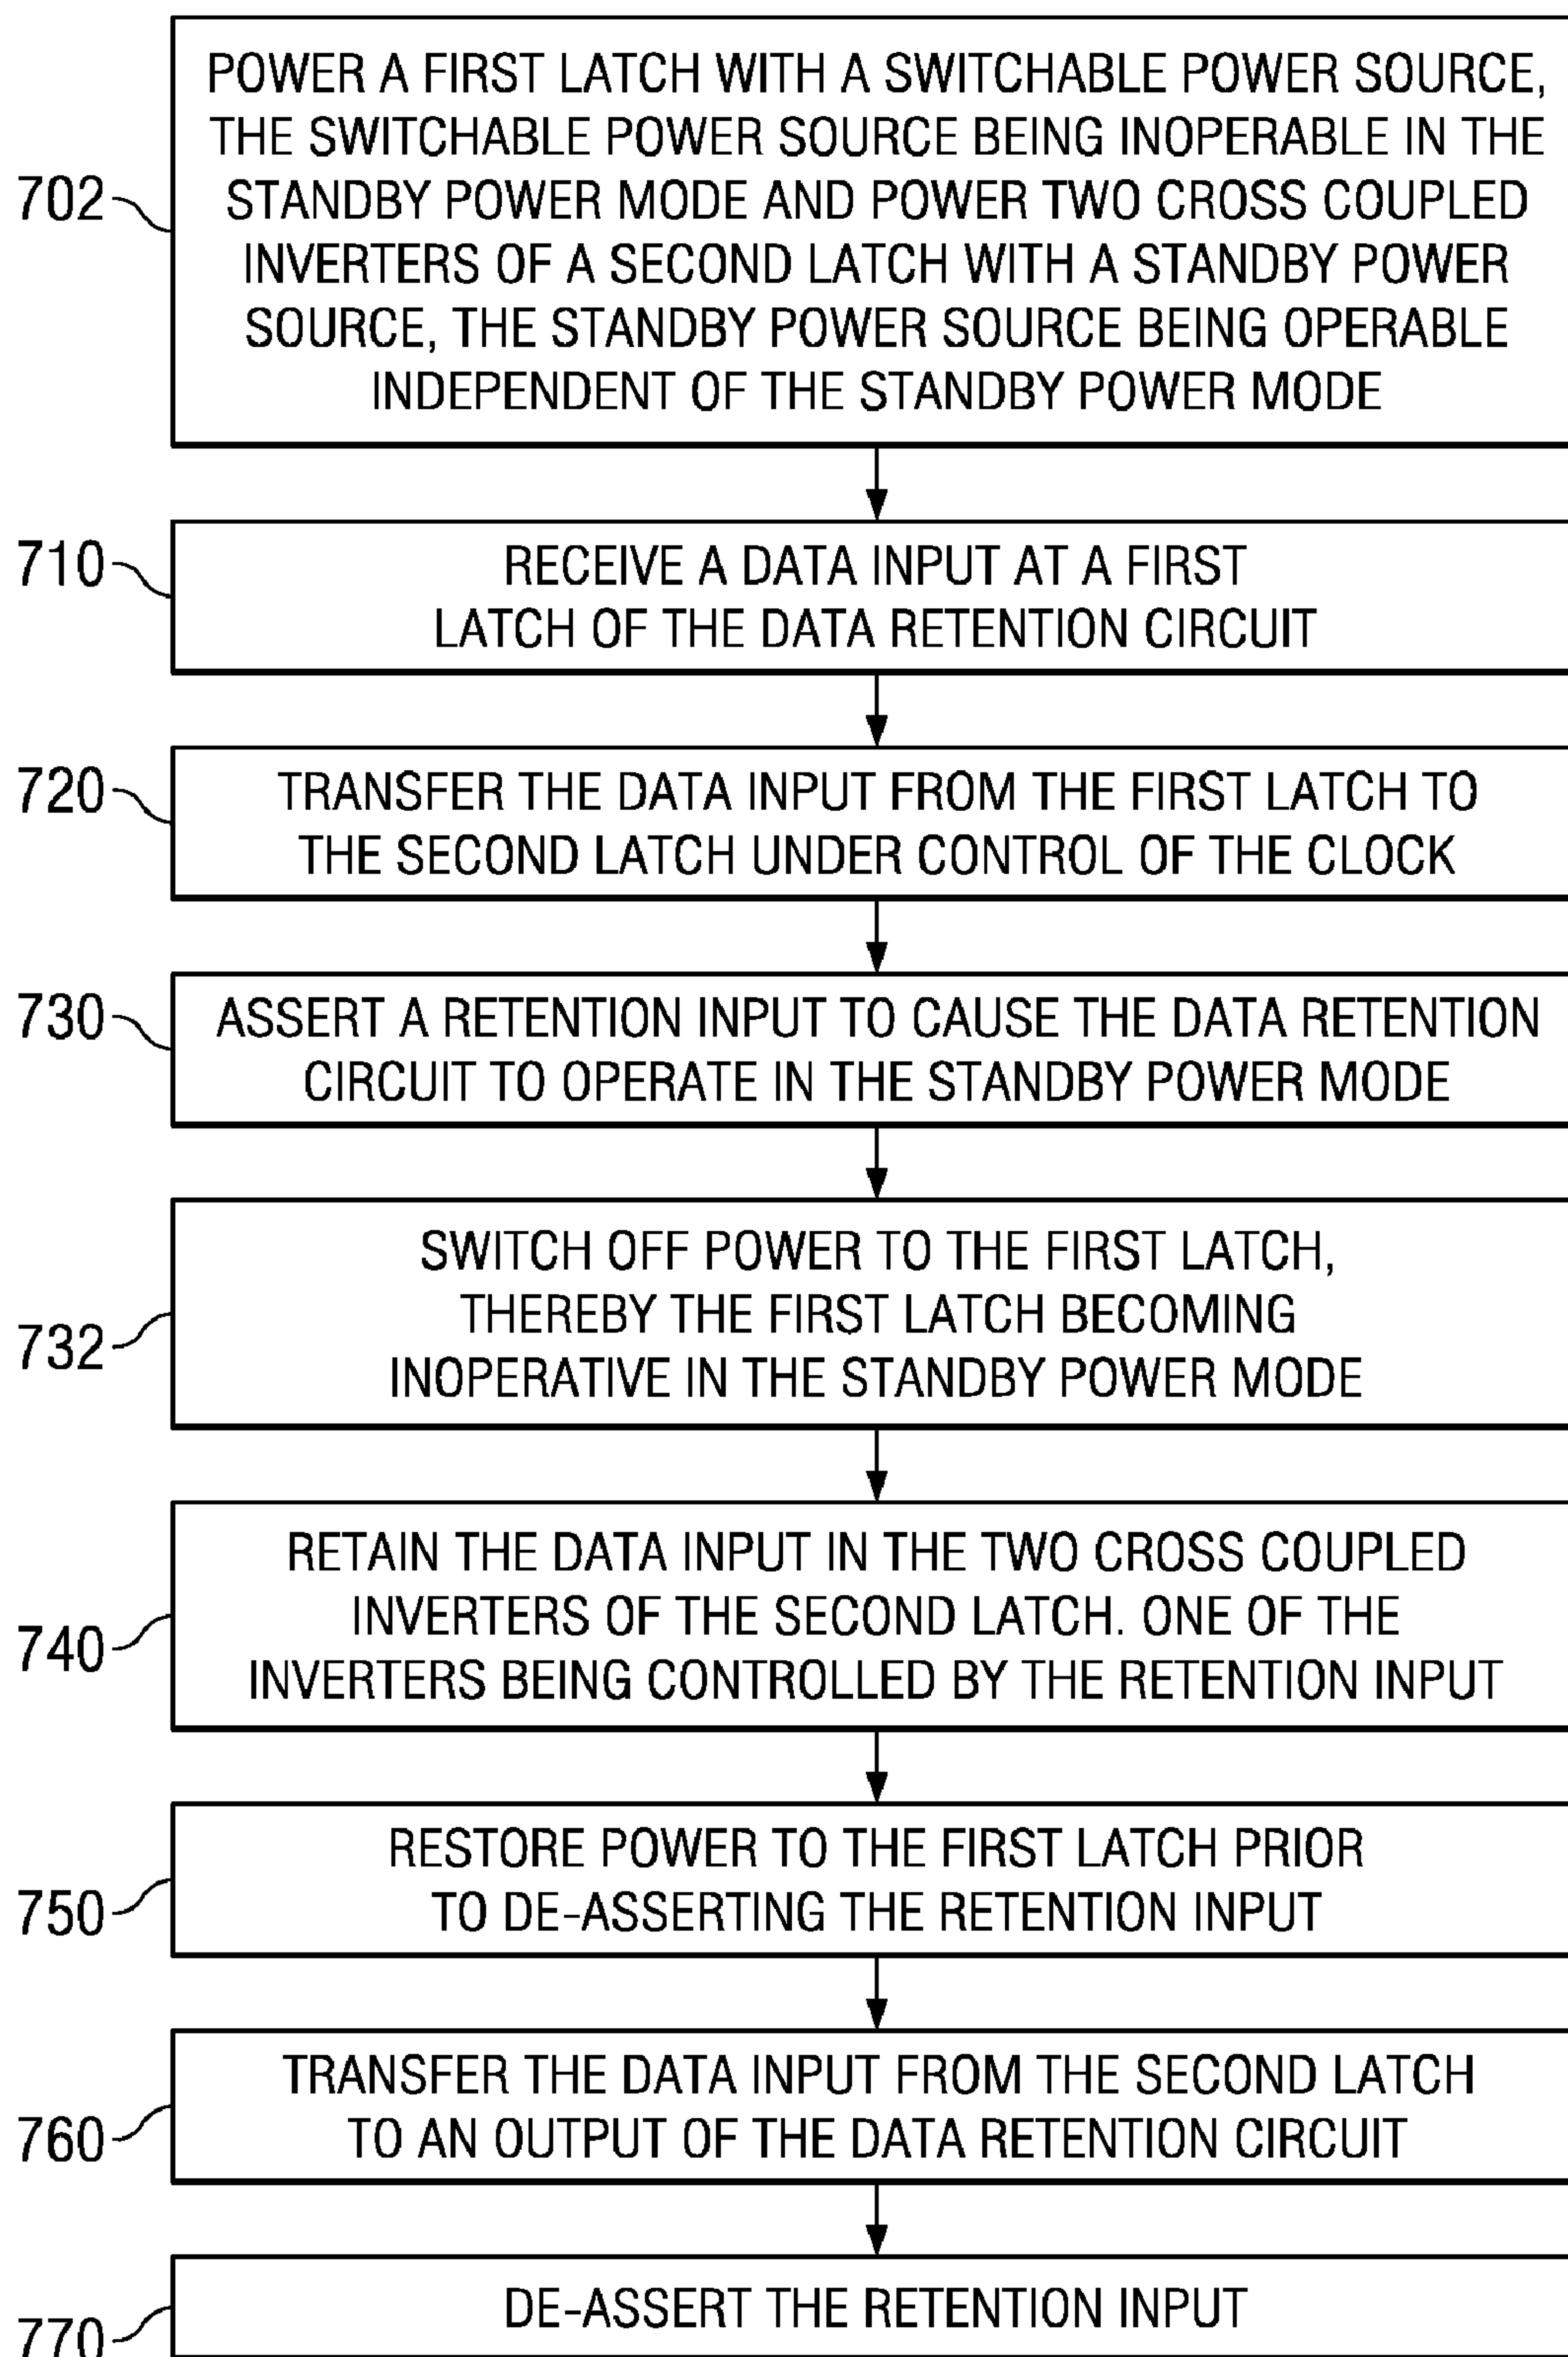 POWER A FIRST LATCH WITH A SWITCHABLE POWER SOURCE,
THE SWITCHABLE POWER SOURCE BEING INOPERABLE IN THE
702
STANDBY POWER MODE AND POWER TWO CROSS COUPLED
INVERTERS OF A SECOND LATCH WITH A STANDBY POWER
SOURCE, THE STANDBY POWER SOURCE BEING OPERABLE
INDEPENDENT OF THE STANDBY POWER MODE
710
RECEIVE A DATA INPUT AT A FIRST
LATCH OF THE DATA RETENTION CIRCUIT
720
TRANSFER THE DATA INPUT FROM THE FIRST LATCH TO
THE SECOND LATCH UNDER CONTROL OF THE CLOCK
730
ASSERT A RETENTION INPUT TO CAUSE THE DATA RETENTION
CIRCUIT TO OPERATE IN THE STANDBY POWER MODE
SWITCH OFF POWER TO THE FIRST LATCH,
THEREBY THE FIRST LATCH BECOMING
732
INOPERATIVE IN THE STANDBY POWER MODE
RETAIN THE DATA INPUT IN THE TWO CROSS COUPLED
INVERTERS OF THE SECOND LATCH. ONE OF THE
740
INVERTERS BEING CONTROLLED BY THE RETENTION INPUT
RESTORE POWER TO THE FIRST LATCH PRIOR
750
TO DE-ASSERTING THE RETENTION INPUT
TRANSFER THE DATA INPUT FROM THE SECOND LATCH
760
TO AN OUTPUT OF THE DATA RETENTION CIRCUIT
DE-ASSERT THE RETENTION INPUT
770